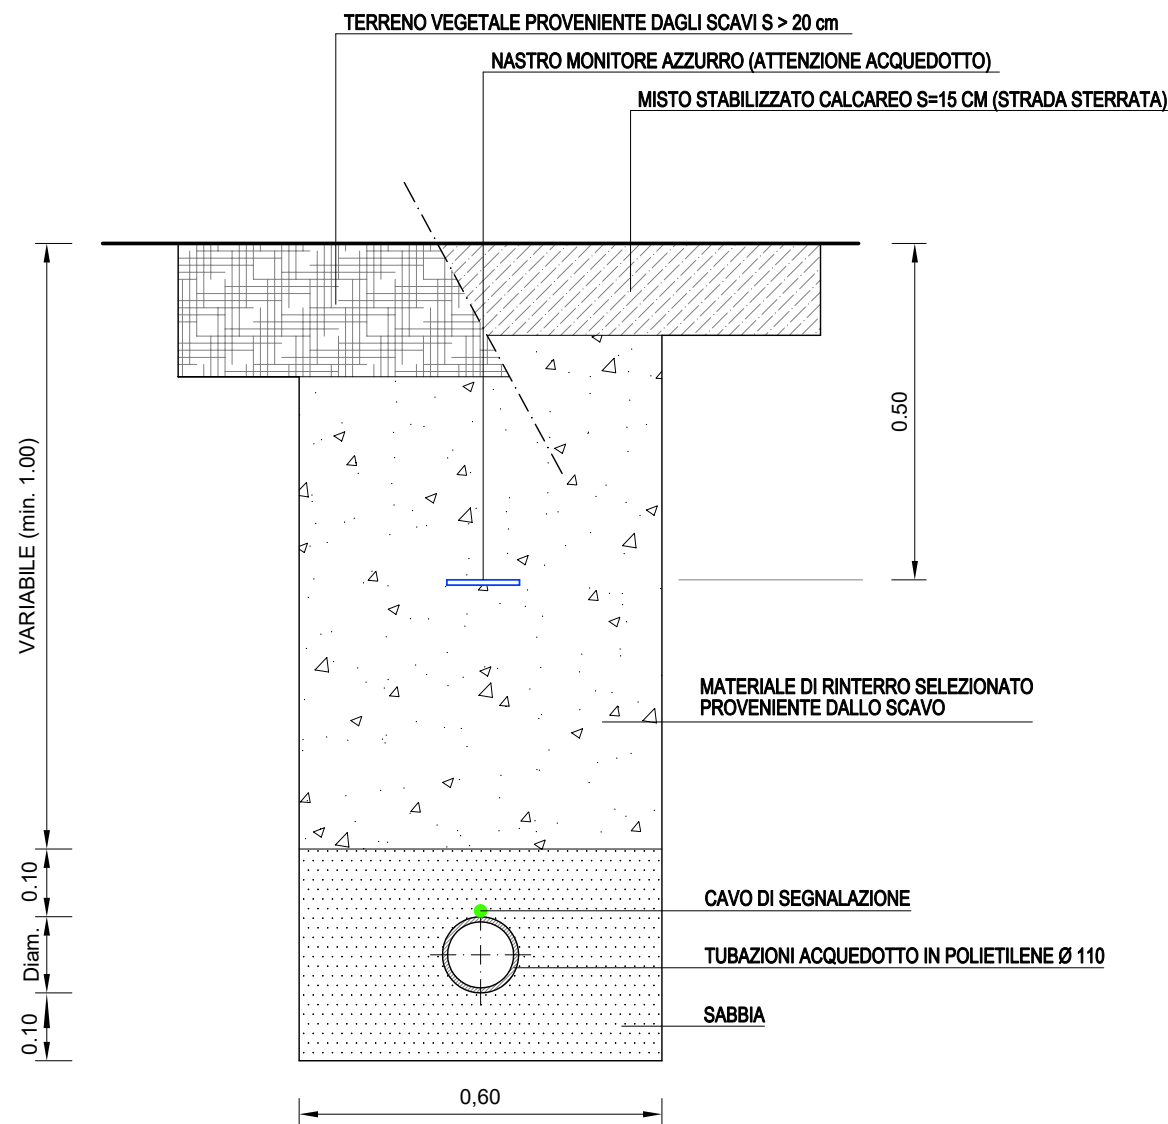 TERRENO VEGETALE PROVENIENTE DAGLI SCAVI S > 20 cm
NASTRO MONITORE AZZURRO (ATTENZIONE ACQUEDOTTO)
MISTO STABILIZZATO CALCAREO S=15 CM (STRADA STERRATA)
0.50
VARIABILE (min. 1.00)
MATERIALE DI RINTERRO SELEZIONATO
PROVENIENTE DALLO SCAVO
0.10
CAVO DI SEGNALAZIONE
Diam.
TUBAZIONI ACQUEDOTTO IN POLIETILENE Ø 110
SABBIA
0.10
0,60